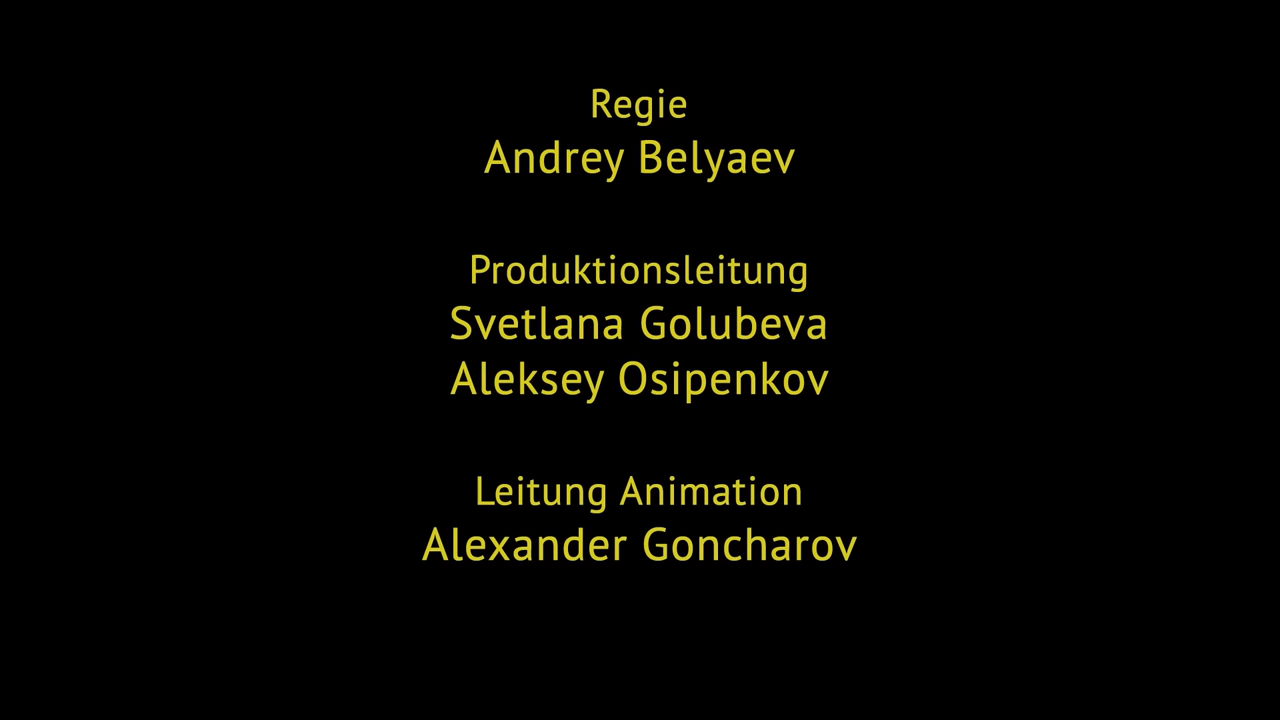 Regie
Andrey Belyaev
Produktionsleitung
Svetlana Golubeva
Aleksey Osipenkov
Leitung Animation
Alexander Goncharov